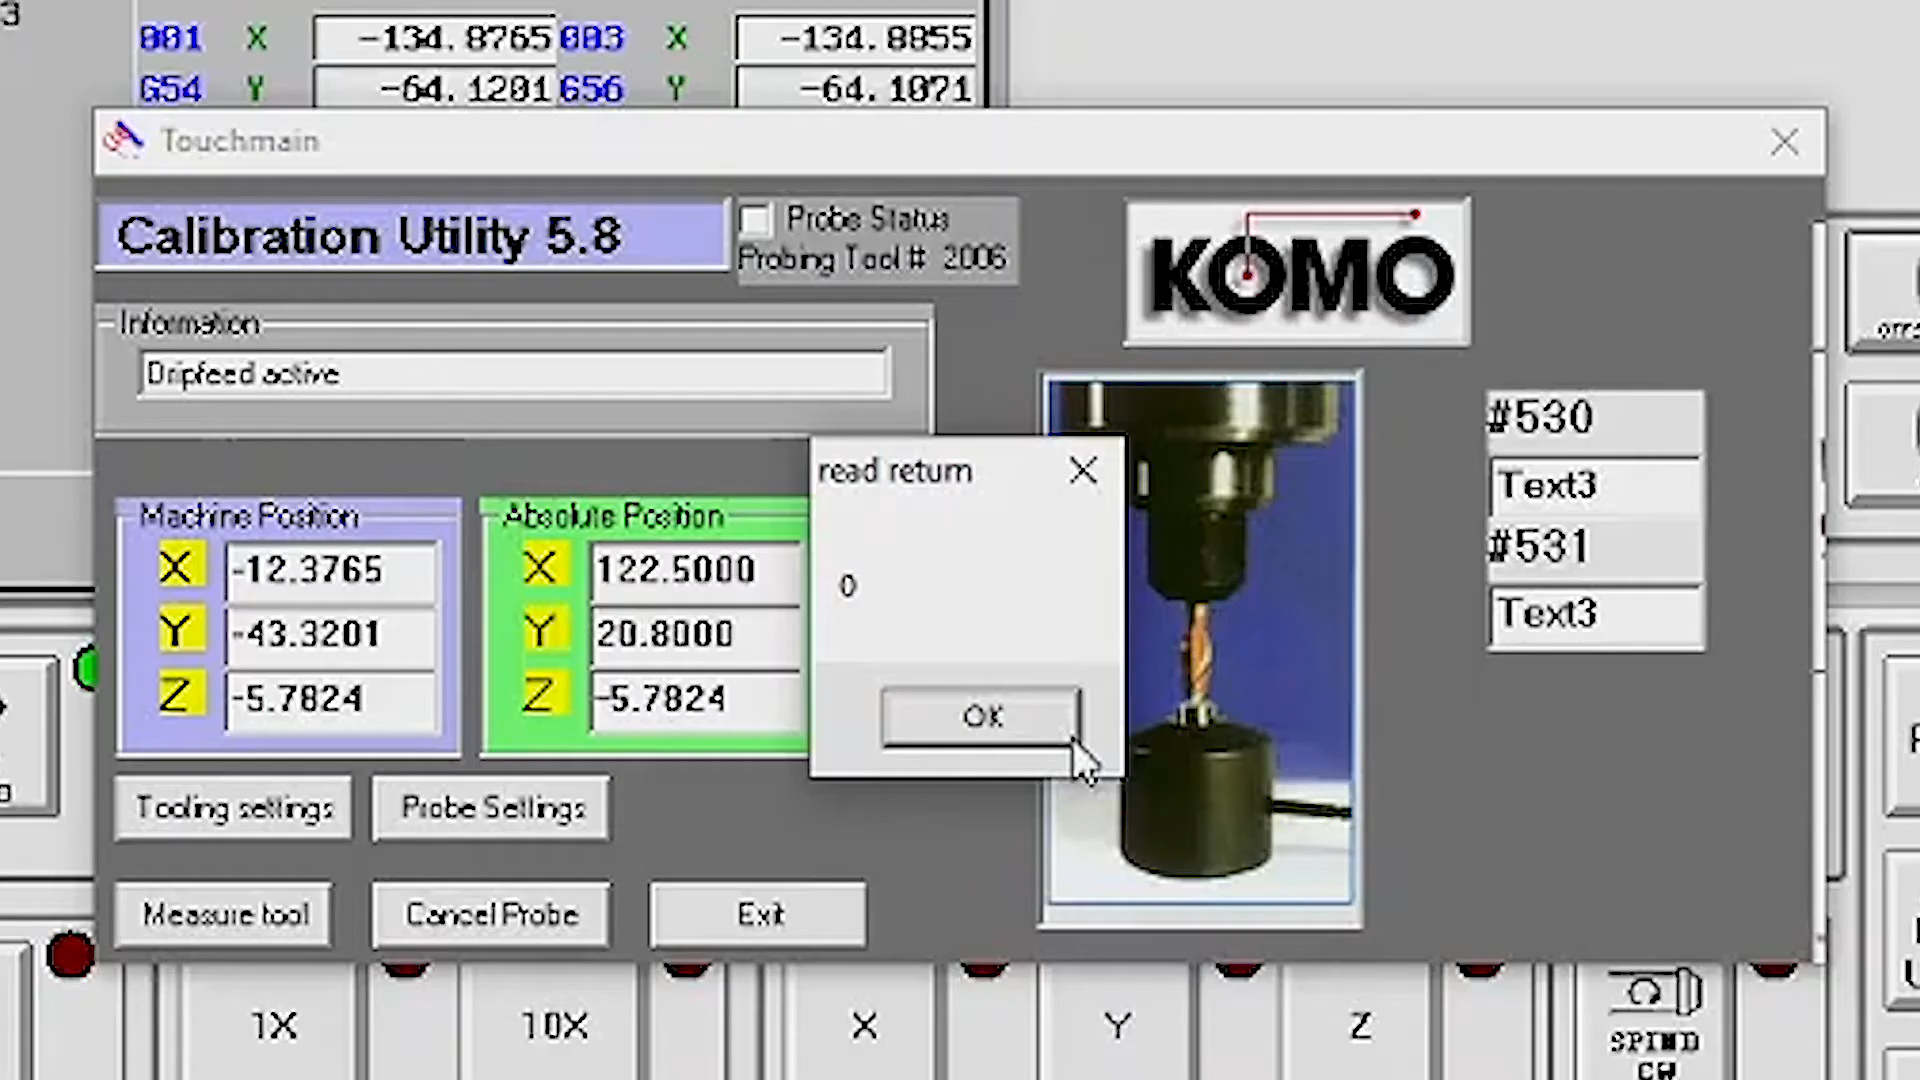 3
001 X -134.8765 003 X -134.8855
G54 Y -64.1201 G56 Y -64.1071
Touchmain
Calibration Utility 5.8
Probe Status
Probing Tool # 2006
KOMO
Information
Dripfeed active
#530
Text3
#531
Text3
read return
0
OK
Machine Position
X -12.3765
Y -43.3201
Z -5.7824
Absolute Position
X 122.5000
Y 20.8000
Z -5.7824
Tooling settings
Probe Settings
Measure tool
Cancel Probe
Exit
1X
10X
X
Y
Z
SPIND
CW